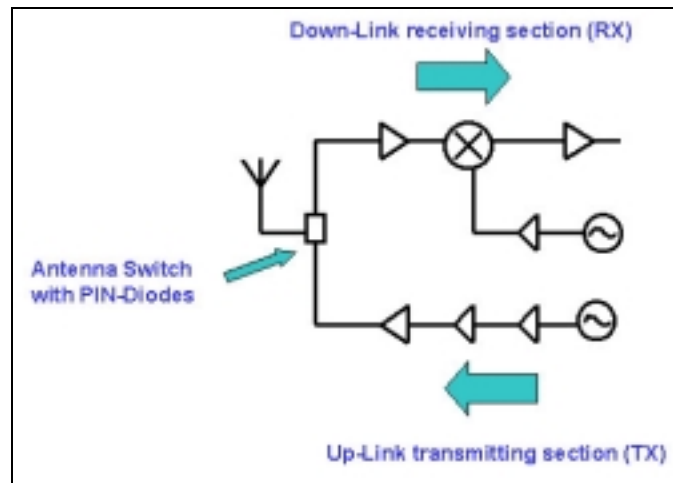 Down-Link receiving section (RX)
Antenna Switch
with PIN-Diodes
Up-Link transmitting section (TX)